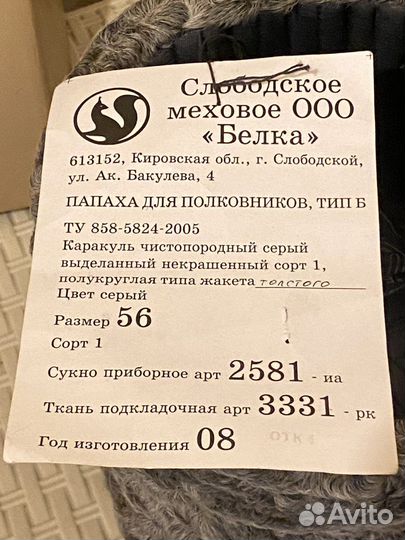 Слободское
меховое ООО
«Белка»
613152, Кировская обл., г. Слободской,
ул. Ак. Бакулева, 4
ПАПАХА ДЛЯ ПОЛКОВНИКОВ, ТИП Б
ТУ 858-5824-2005
Каракуль чистопородный серый
выделанный некрашенный сорт 1,
полукруглая типа жакета толстого
Цвет серый
Размер 56
Сорт 1
Сукно приборное арт 2581 - иа
Ткань подкладочная арт 3331 - рк
Год изготовления 08
Avito